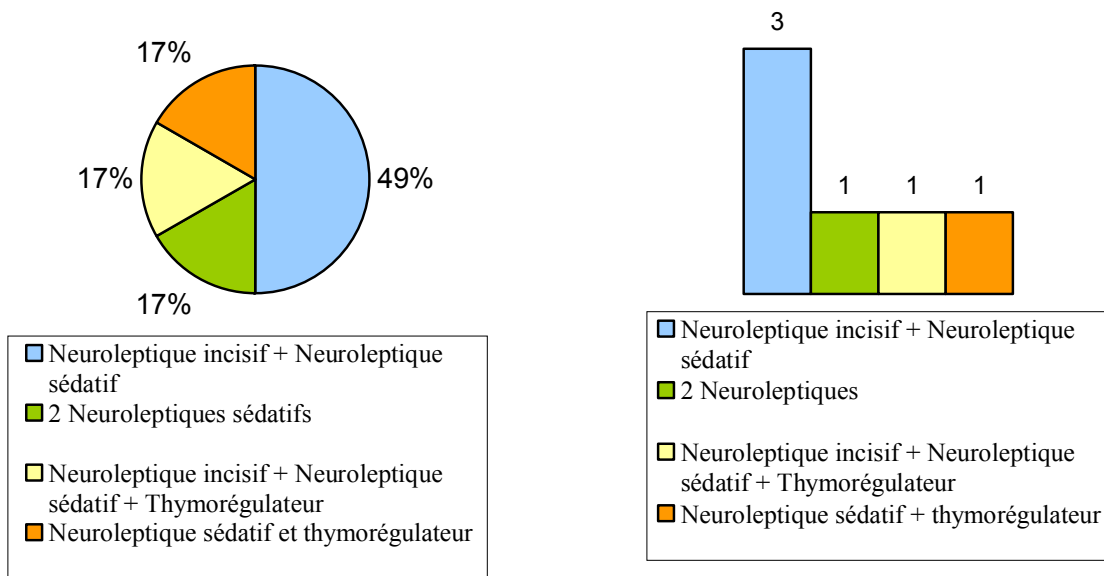 17%
17%
49%
17%
Neuroleptique incisif + Neuroleptique
sédatif
2 Neuroleptiques sédatifs
Neuroleptique incisif + Neuroleptique
sédatif + Thymorégulateur
Neuroleptique sédatif et thymorégulateur
3
1
1
1
Neuroleptique incisif + Neuroleptique
sédatif
2 Neuroleptiques
Neuroleptique incisif + Neuroleptique
sédatif + Thymorégulateur
Neuroleptique sédatif + thymorégulateur